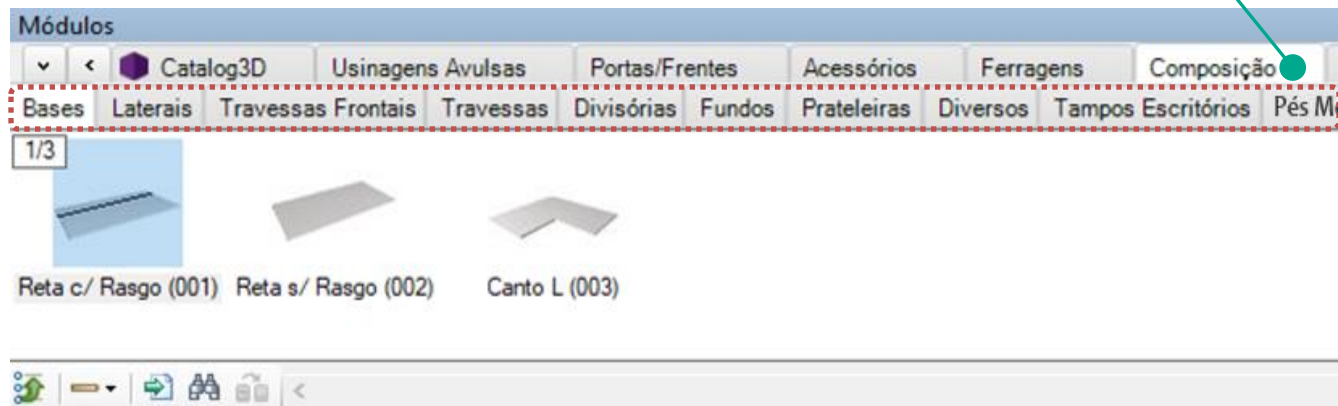 Módulos
Catalog3D Usinagens Avulsas Portas/Frentes Acessórios Ferragens Composição
Bases Laterais Travessas Frontais Travessas Divisórias Fundos Prateleiras Diversos Tampos Escritórios Pés
1/3
Reta c/ Rasgo (001) Reta s/ Rasgo (002) Canto L (003)